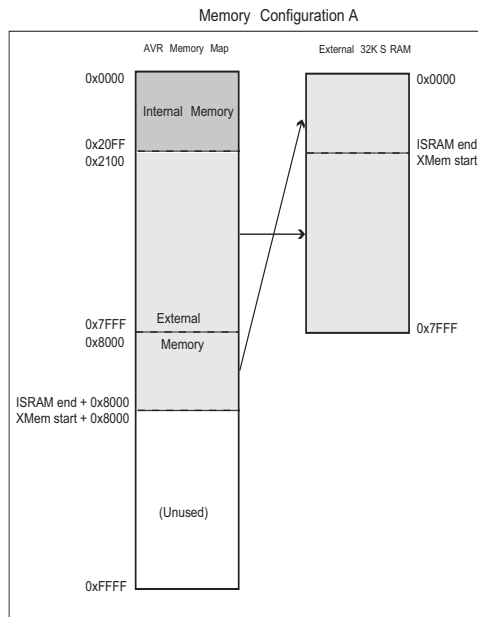 Memory Configuration A
AVR Memory Map
External 32K SRAM
0x0000
Internal Memory
0x20FF
0x2100
External
0x7FFF
0x8000
Memory
ISRAM end + 0x8000
XMem start + 0x8000
(Unused)
0xFFFF
0x0000
ISRAM end
XMem start
0x7FFF